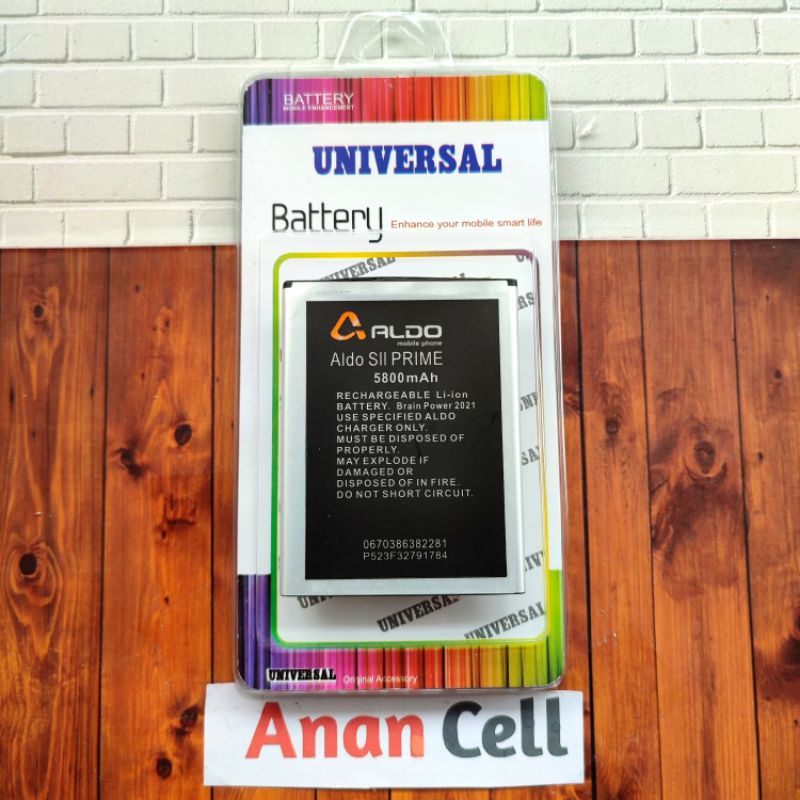 BATTERY
MOBILE ENHANCEMENT
UNIVERSAL
Battery Enhance your mobile smart life
UNIVERSAL
ALDO
mobile phone
Aldo SII PRIME
5800mAh
RECHARGEABLE Li-ion
BATTERY. Brain Power 2021
USE SPECIFIED ALDO
CHARGER ONLY.
MUST BE DISPOSED OF
PROPERLY.
MAY EXPLODE IF
DAMAGED OR
DISPOSED OF IN FIRE.
DO NOT SHORT CIRCUIT.
0670386382281
P523F32791784
UNIVERSAL
UNIVERSAL
UNIVERSAL Original Accessory
Anan Cell